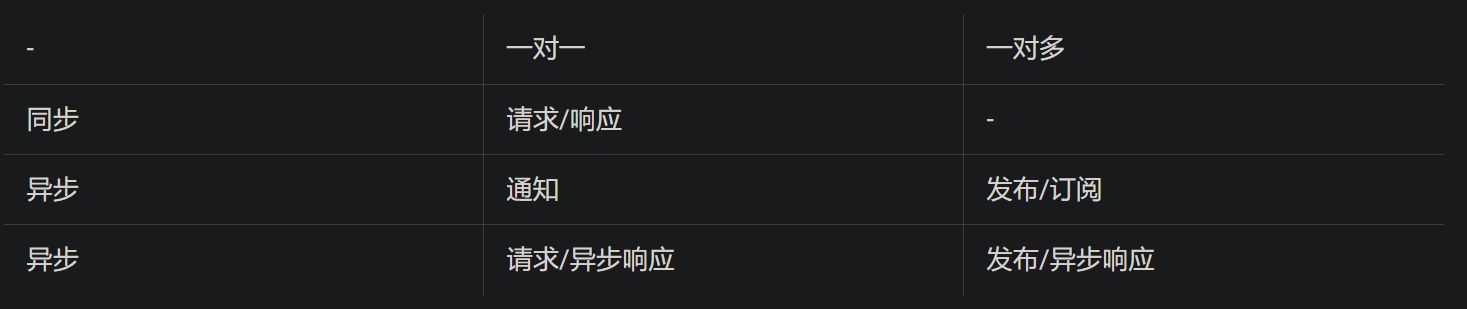 - 一对一 一对多
同步 请求/响应 -
异步 通知 发布/订阅
异步 请求/异步响应 发布/异步响应